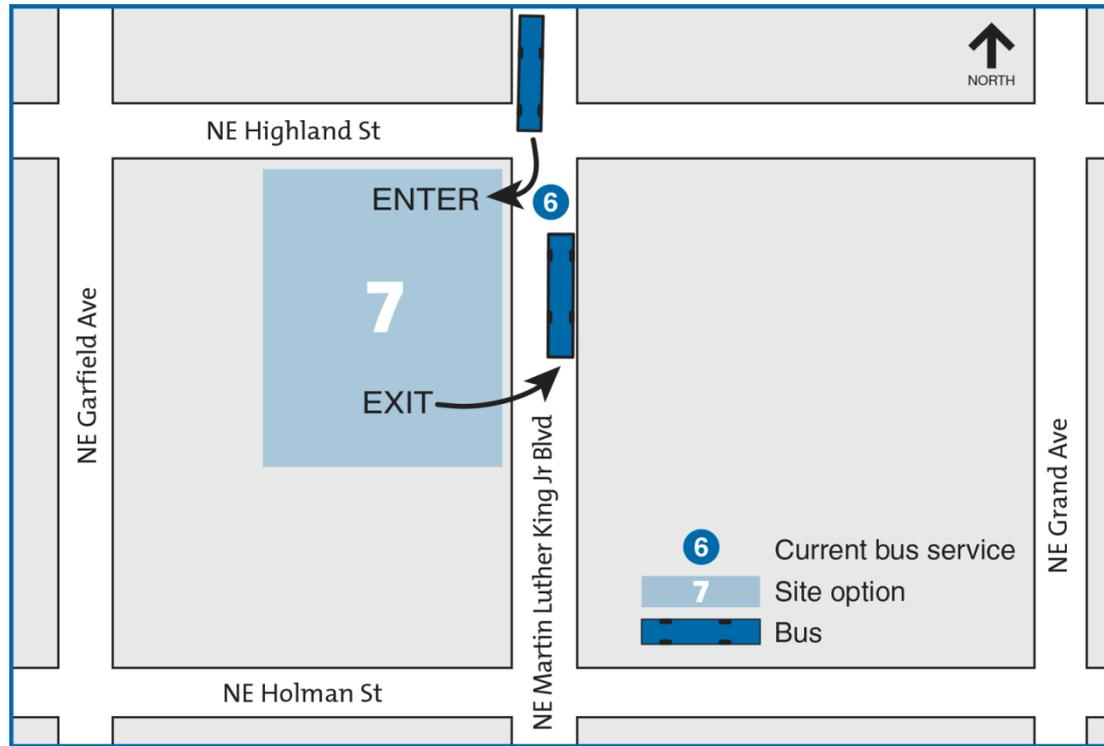 NORTH
NE Highland St
ENTER
6
7
NE Garfield Ave
EXIT
NE Martin Luther King Jr Blvd
NE Grand Ave
6 Current bus service
7 Site option
Bus
NE Holman St